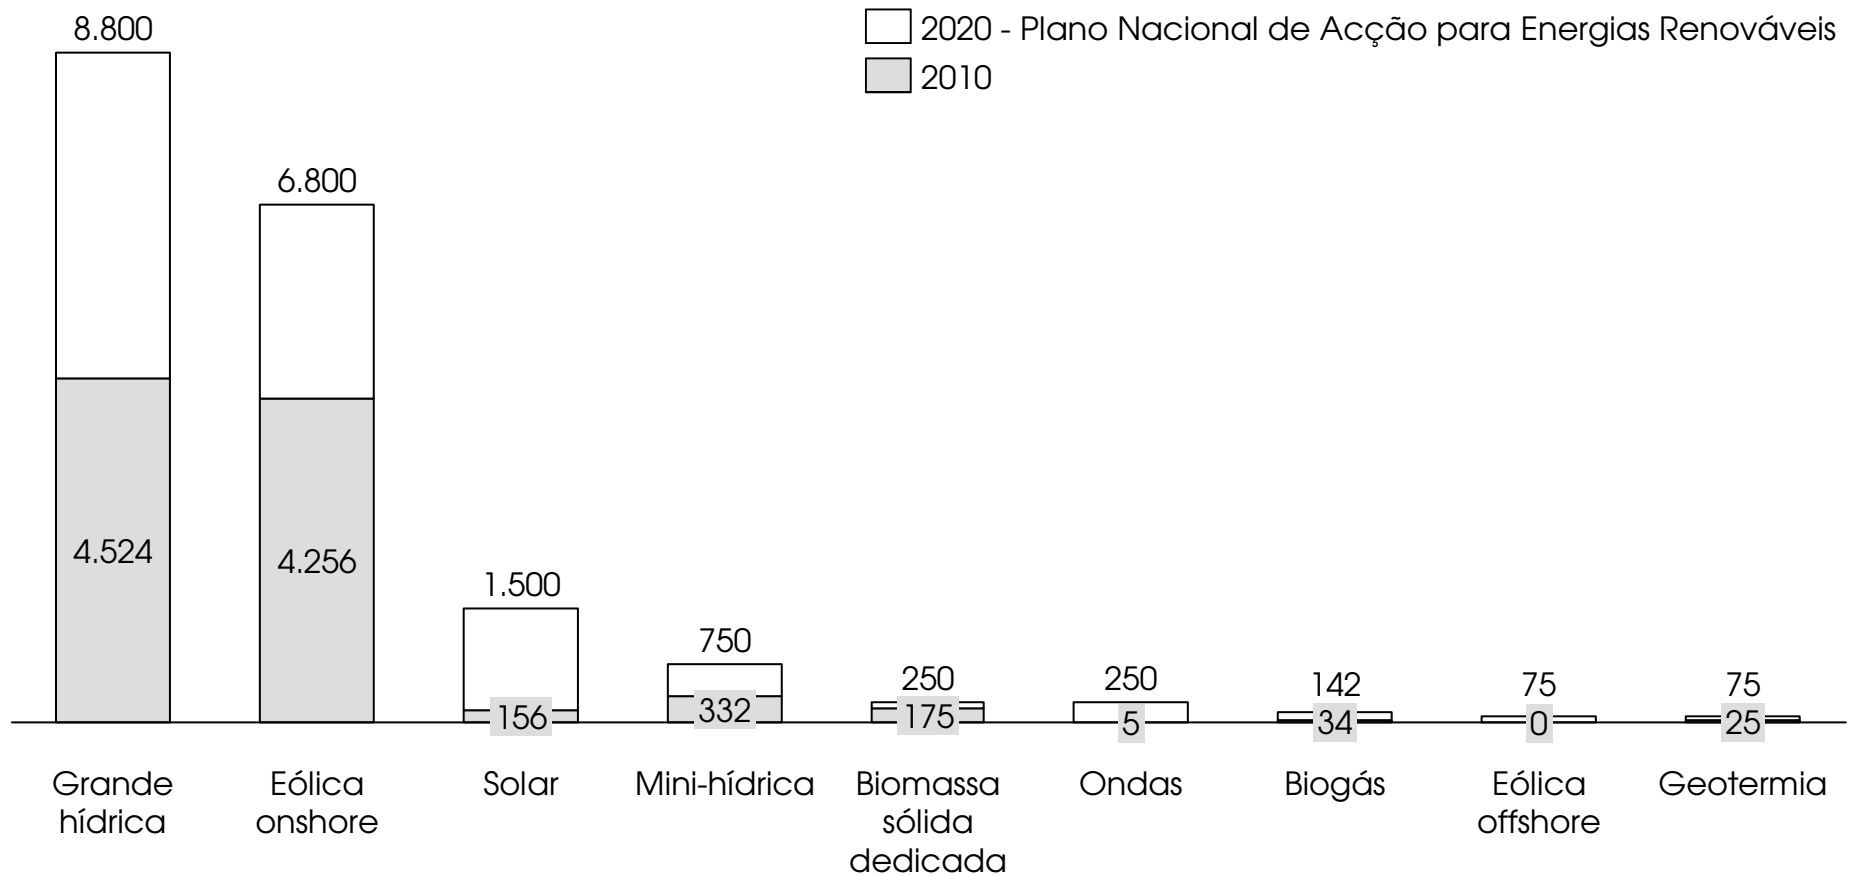 2020 - Plano Nacional de Acção para Energias Renováveis
2010
8.800
4.524
6.800
4.256
1.500
156
750
332
250
175
250
5
142
34
75
0
75
25
Grande
hídrica
Eólica
onshore
Solar
Mini-hídrica
Biomassa
sólida
dedicada
Ondas
Biogás
Eólica
offshore
Geotermia